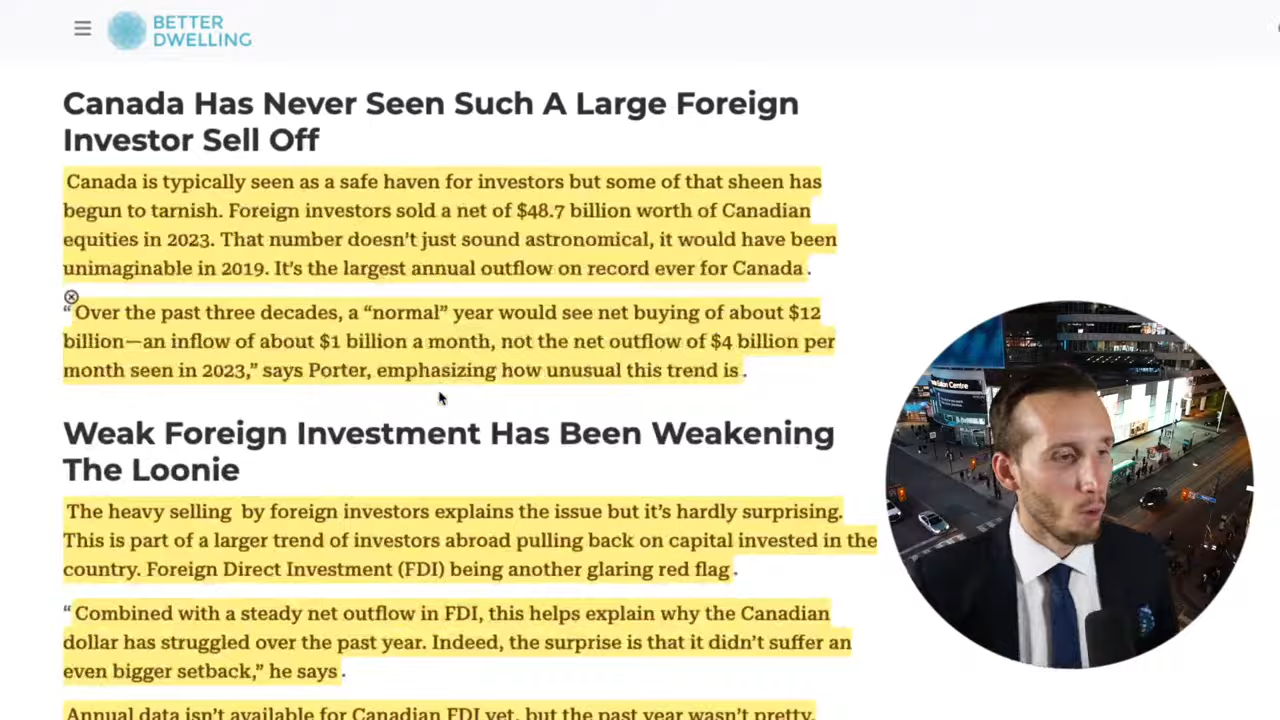 BETTER
DWELLING
Canada Has Never Seen Such A Large Foreign
Investor Sell Off
Canada is typically seen as a safe haven for investors but some of that sheen has
begun to tarnish. Foreign investors sold a net of $48.7 billion worth of Canadian
equities in 2023. That number doesn’t just sound astronomical, it would have been
unimaginable in 2019. It’s the largest annual outflow on record ever for Canada.
“Over the past three decades, a “normal” year would see net buying of about $12
billion—an inflow of about $1 billion a month, not the net outflow of $4 billion per
month seen in 2023,” says Porter, emphasizing how unusual this trend is.
Weak Foreign Investment Has Been Weakening
The Loonie
The heavy selling by foreign investors explains the issue but it’s hardly surprising.
This is part of a larger trend of investors abroad pulling back on capital invested in the
country. Foreign Direct Investment (FDI) being another glaring red flag.
“Combined with a steady net outflow in FDI, this helps explain why the Canadian
dollar has struggled over the past year. Indeed, the surprise is that it didn’t suffer an
even bigger setback,” he says.
Annual data isn’t available for Canadian FDI yet, but the past year wasn’t pretty.
Centre